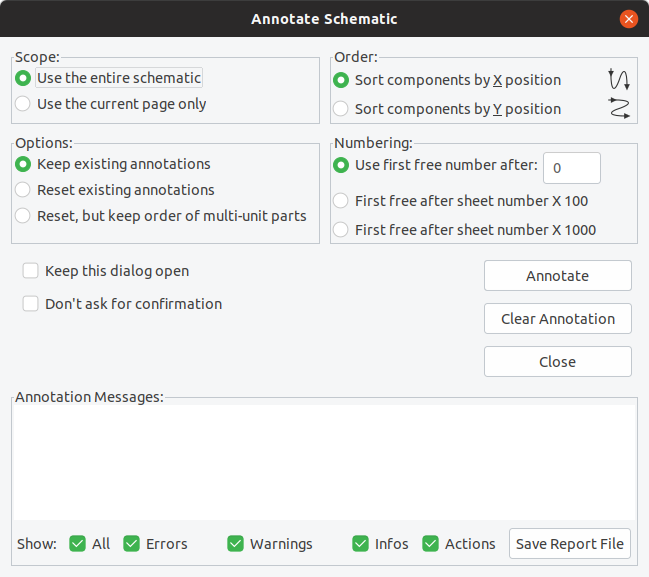 Annotate Schematic
Scope:
Use the entire schematic
Use the current page only
Order:
Sort components by X position
Sort components by Y position
Options:
Keep existing annotations
Reset existing annotations
Reset, but keep order of multi-unit parts
Numbering:
Use first free number after: 0
First free after sheet number X 100
First free after sheet number X 1000
Keep this dialog open
Don't ask for confirmation
Annotate
Clear Annotation
Close
Annotation Messages:
Show: All Errors Warnings Infos Actions Save Report File